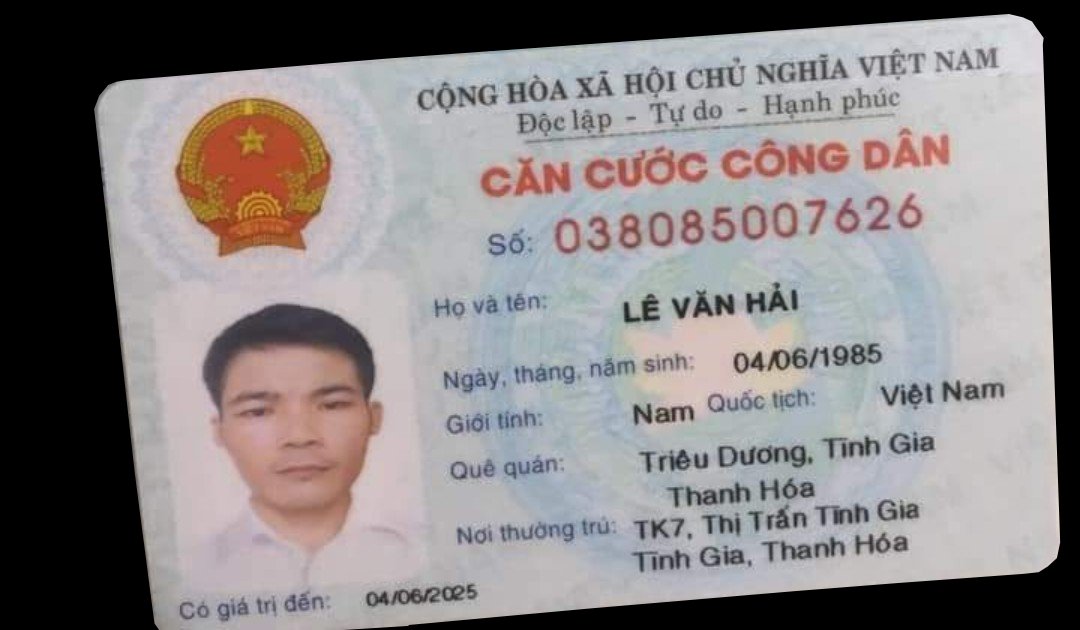 CỘNG HÒA XÃ HỘI CHỦ NGHĨA VIỆT NAM
Độc lập - Tự do - Hạnh phúc
CĂN CƯỚC CÔNG DÂN
Số: 038085007626
Họ và tên: LÊ VĂN HẢI
Ngày, tháng, năm sinh: 04/06/1985
Giới tính: Nam Quốc tịch: Việt Nam
Quê quán: Triêu Dương, Tĩnh Gia
Thanh Hóa
Nơi thường trú: TK7, Thị Trấn Tĩnh Gia
Tĩnh Gia, Thanh Hóa
Có giá trị đến: 04/06/2025